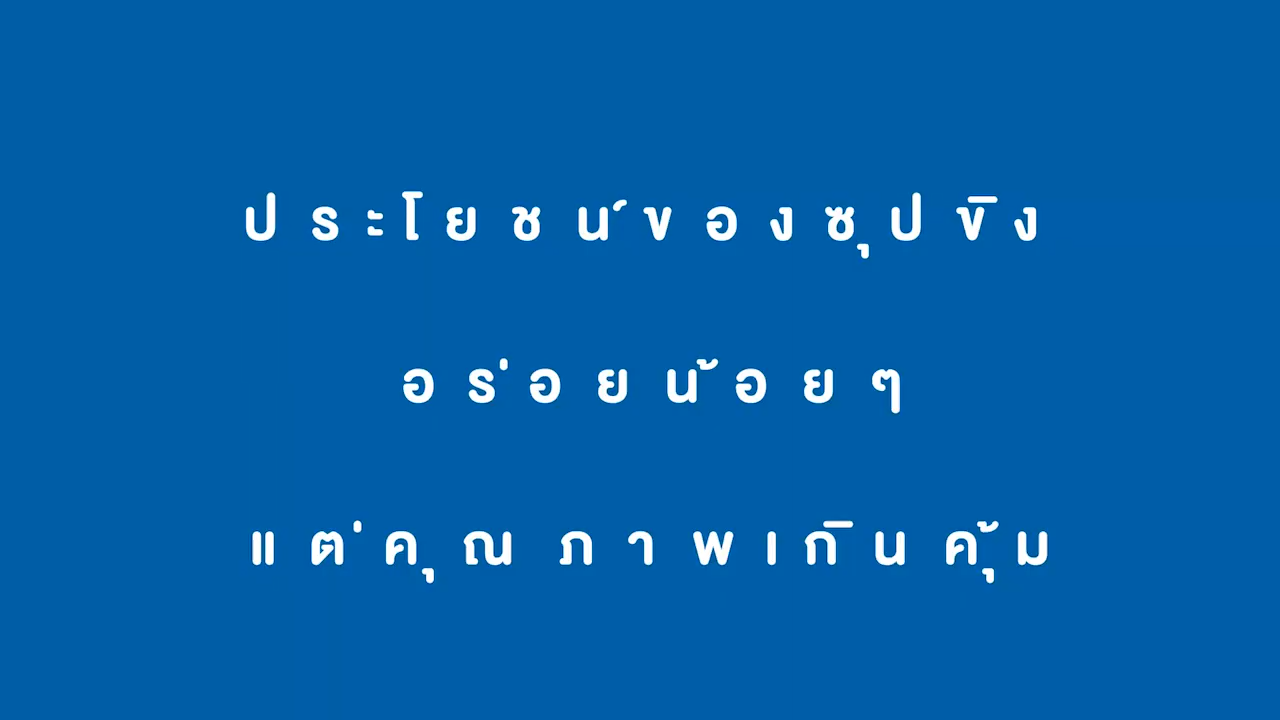 ประโยชน์ของซุปขิง
อร่อยน้อยๆ
แต่คุณภาพเกินคุ้ม